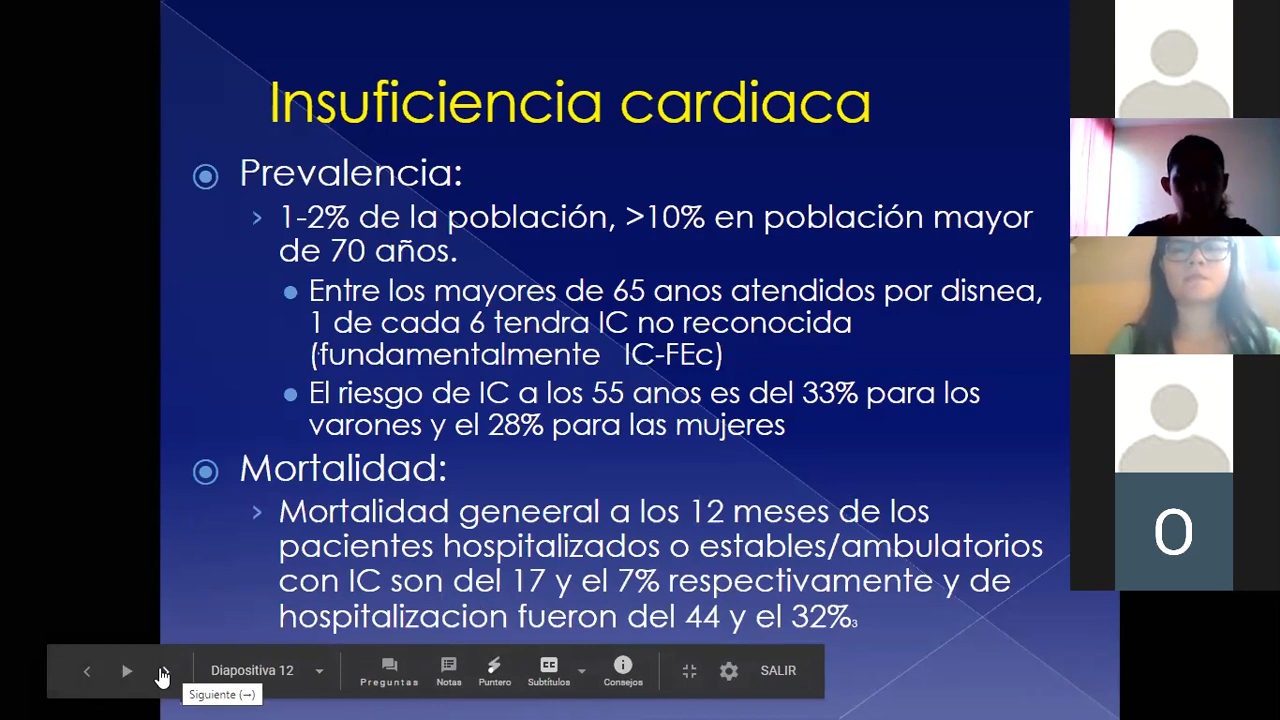 Insuficiencia cardiaca
Prevalencia:
1-2% de la población, >10% en población mayor
de 70 años.
Entre los mayores de 65 anos atendidos por disnea,
1 de cada 6 tendra IC no reconocida
(fundamentalmente IC-FEc)
El riesgo de IC a los 55 anos es del 33% para los
varones y el 28% para las mujeres
Mortalidad:
Mortalidad geneeral a los 12 meses de los
pacientes hospitalizados o estables/ambulatorios
con IC son del 17 y el 7% respectivamente y de
hospitalizacion fueron del 44 y el 32%3
O
Diapositiva 12
Preguntas
Notas
Puntero
CC
Subtítulos
Consejos
SALIR
Siguiente (→)